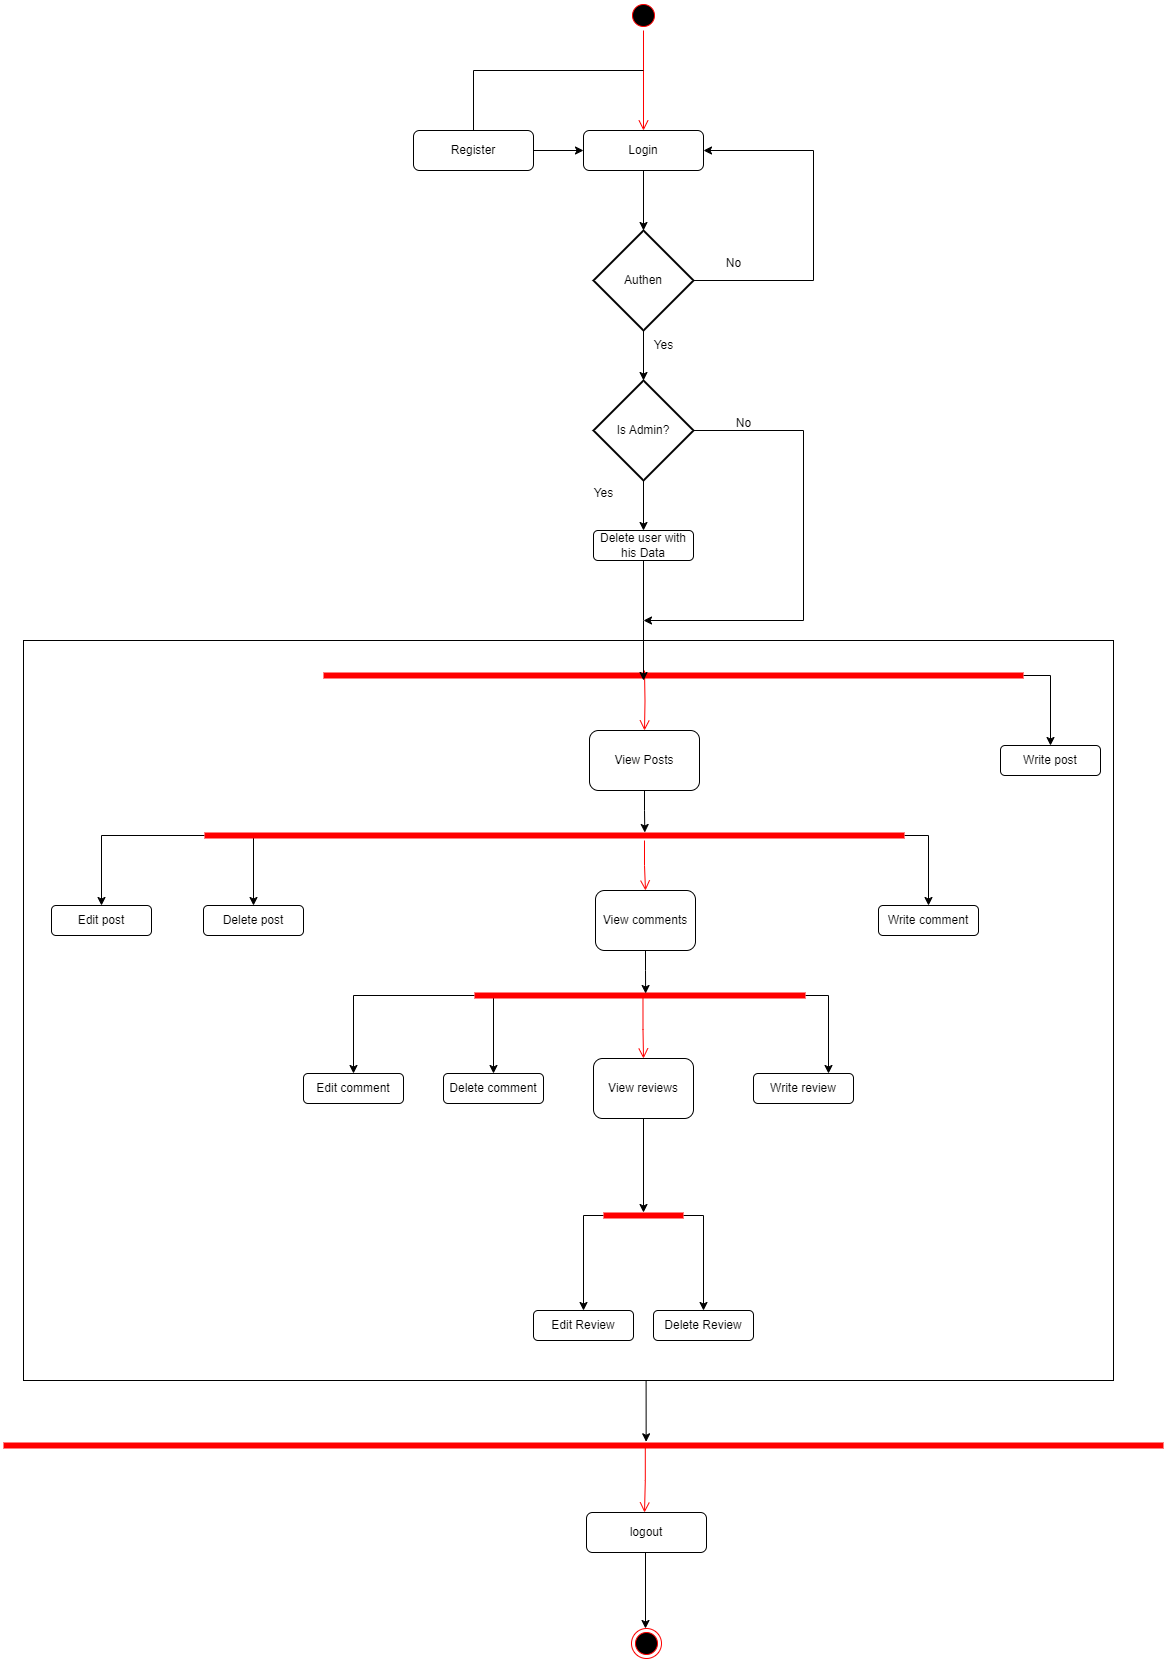 Register
Login
No
Authen
Yes
No
Is Admin?
Yes
Delete user with
his Data
View Posts
Write post
Edit post
Delete post
View comments
Write comment
Edit comment
Delete comment
View reviews
Write review
Edit Review
Delete Review
logout